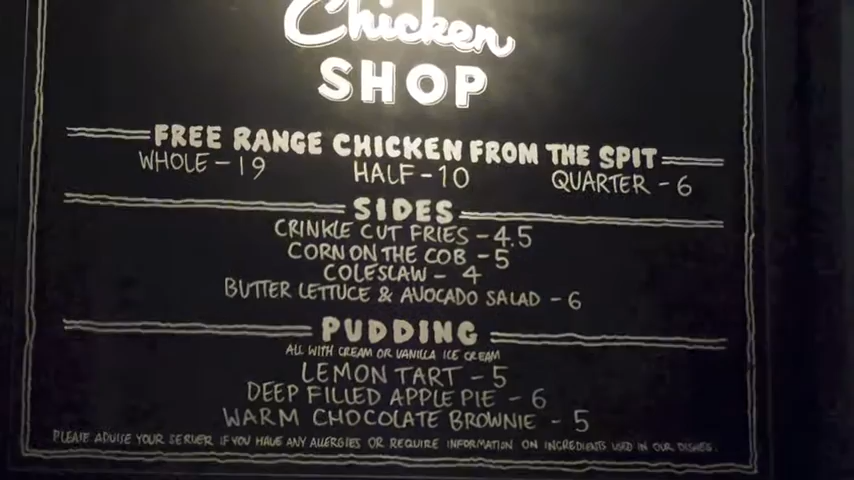 Chicken
SHOP
FREE RANGE CHICKEN FROM THE SPIT
WHOLE - 19 HALF - 10 QUARTER - 6
SIDES
CRINKLE CUT FRIES - 4.5
CORN ON THE COB - 5
COLESLAW - 4
BUTTER LETTUCE & AVOCADO SALAD - 6
PUDDING
ALL WITH CREAM OR VANILLA ICE CREAM
LEMON TART - 5
DEEP FILLED APPLE PIE - 6
WARM CHOCOLATE BROWNIE - 5
PLEASE ADVISE YOUR SERVER IF YOU HAVE ANY ALLERGIES OR REQUIRE INFORMATION ON INGREDIENTS USED IN OUR DISHES.